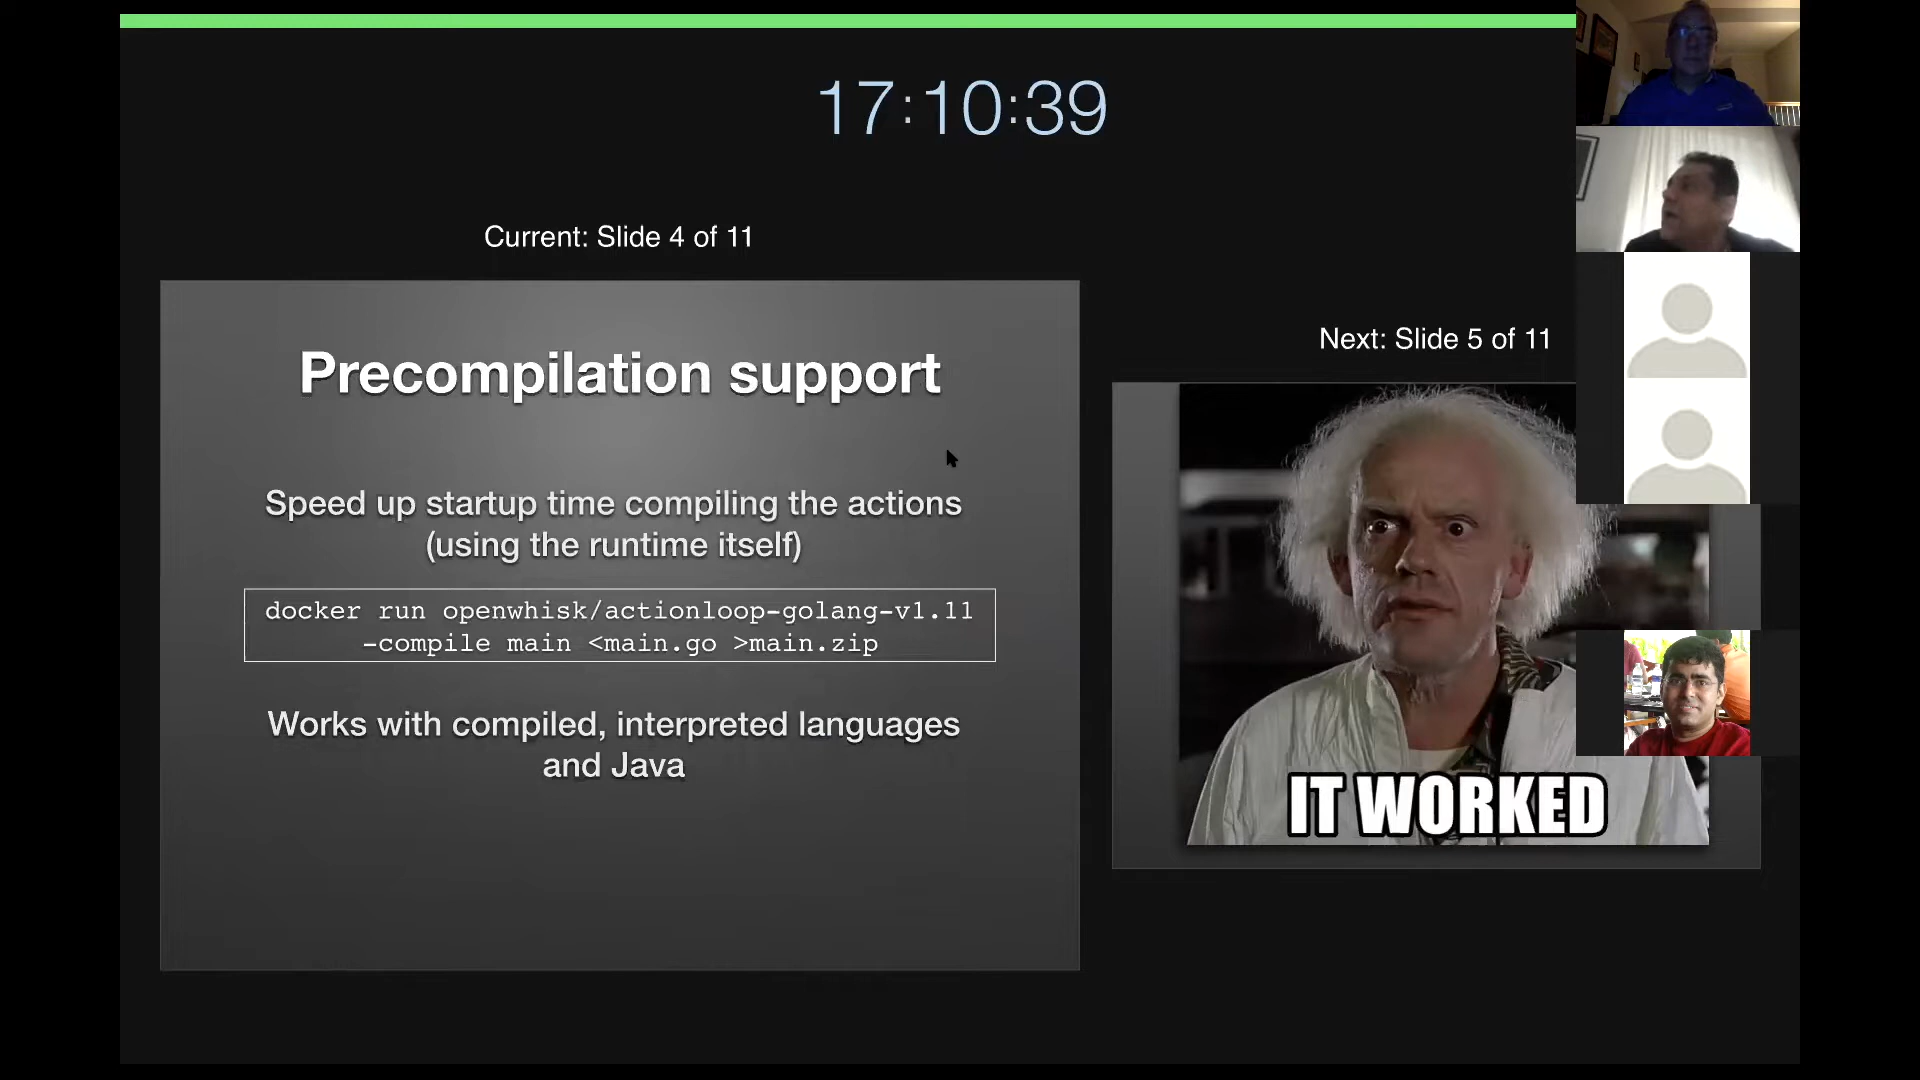 17:10:39
Current: Slide 4 of 11
Next: Slide 5 of 11
Precompilation support
Speed up startup time compiling the actions
(using the runtime itself)
docker run openwhisk/actionloop-golang-v1.11
-compile main <main.go >main.zip
Works with compiled, interpreted languages
and Java
IT WORKED